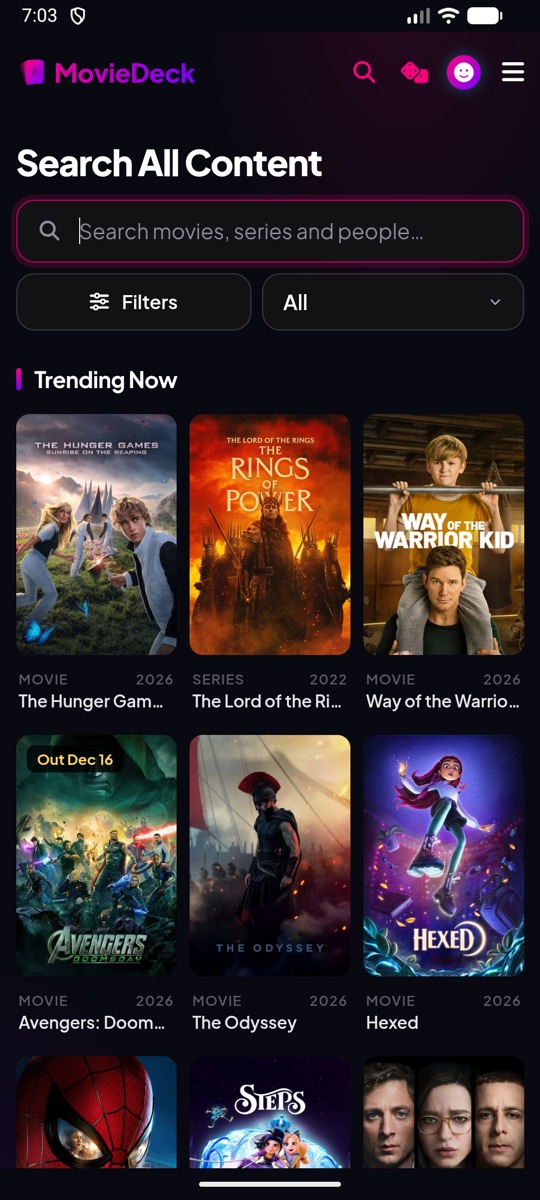 7:03
MovieDeck
Search All Content
Search movies, series and people...
Filters
All
Trending Now
THE HUNGER GAMES
SUNRISE ON THE REAPING
THE LORD OF THE RINGS
THE
RINGS
OF
POWER
WAY OF THE
WARRIOR KID
MOVIE 2026
The Hunger Gam...
SERIES 2022
The Lord of the Ri...
MOVIE 2026
Way of the Warrio...
Out Dec 16
AVENGERS
DOOMSDAY
THE ODYSSEY
HEXED
MOVIE 2026
Avengers: Doom...
MOVIE 2026
The Odyssey
MOVIE 2026
Hexed
STEPS